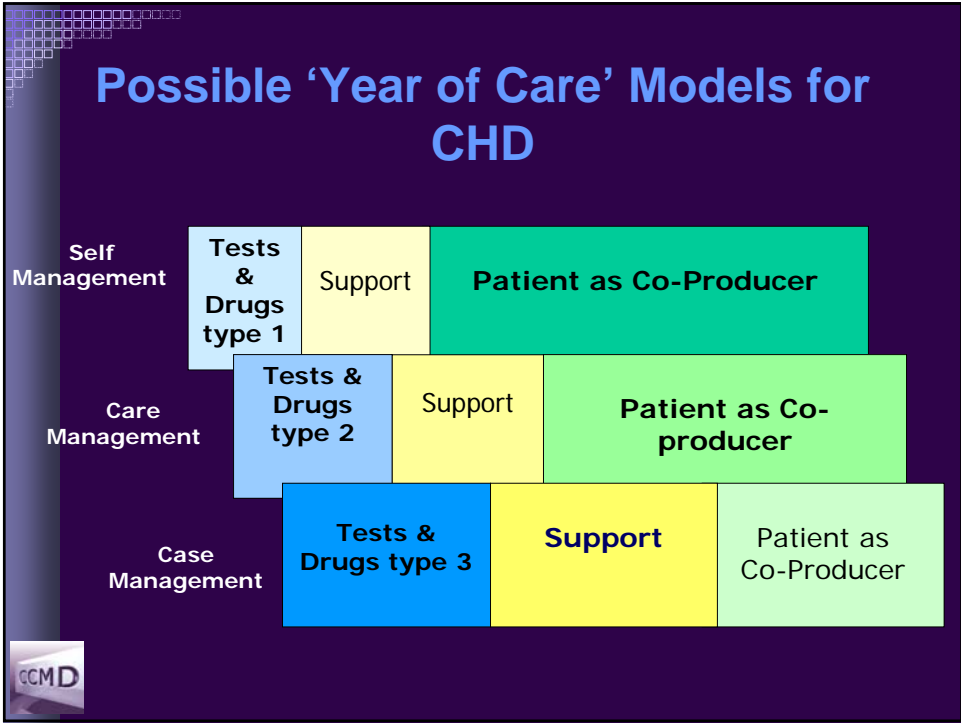 Possible ‘Year of Care’ Models for
CHD
Self
Management
Tests
&
Drugs
type 1
Support
Patient as Co-Producer
Care
Management
Tests &
Drugs
type 2
Support
Patient as Co-
producer
Case
Management
Tests &
Drugs type 3
Support
Patient as
Co-Producer
CCMD